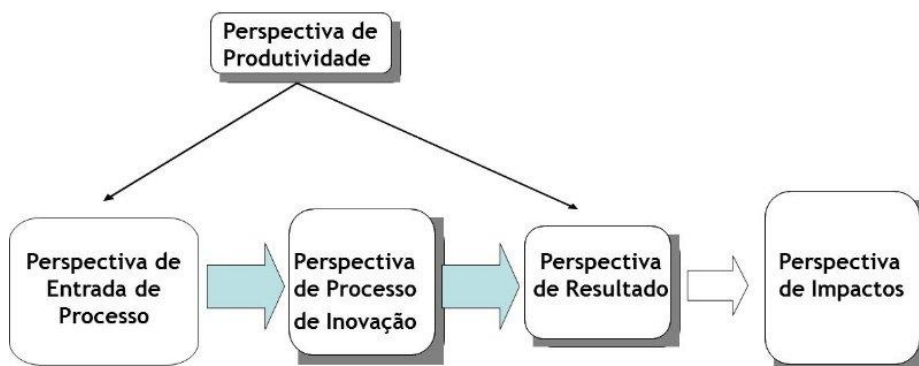 Perspectiva de
Produtividade
Perspectiva de
Entrada de
Processo
Perspectiva
de Processo
de Inovação
Perspectiva
de Resultado
Perspectiva
de Impactos